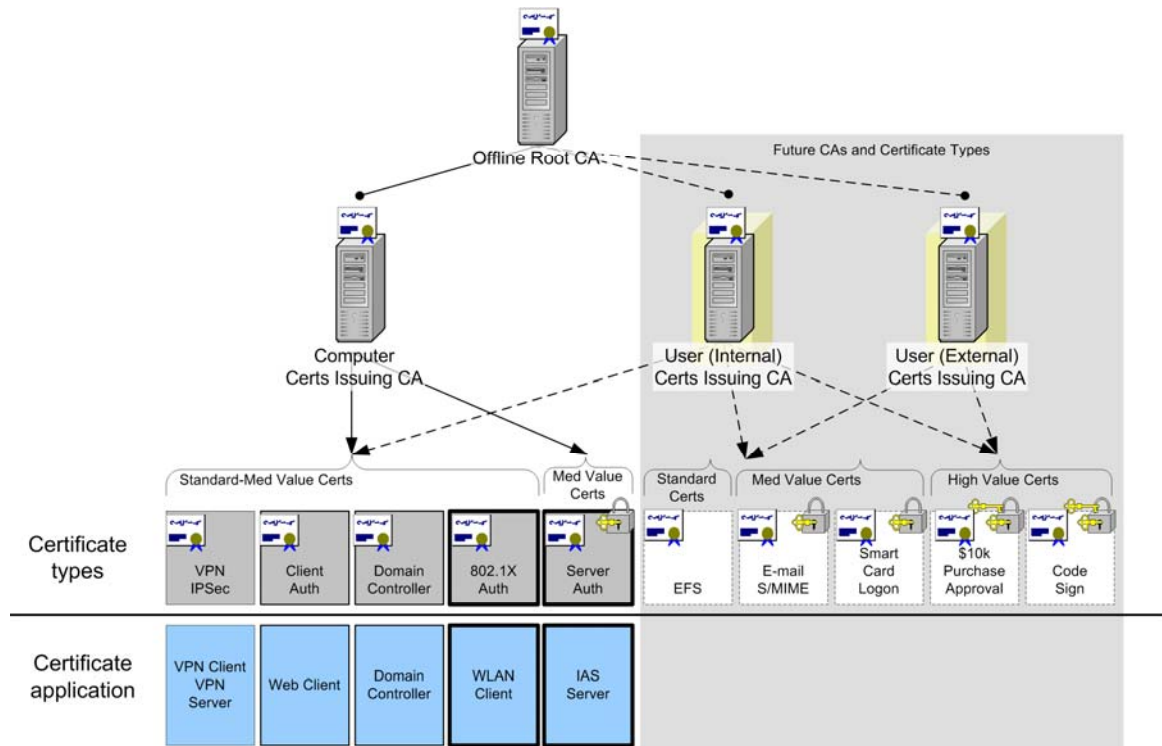 Offline Root CA
Future CAs and Certificate Types
Computer
Certs Issuing CA
User (Internal)
Certs Issuing CA
User (External)
Certs Issuing CA
Standard-Med Value Certs
Med Value
Certs
Standard
Certs
Med Value Certs
High Value Certs
Certificate
types
VPN
IPSec
Client
Auth
Domain
Controller
802.1X
Auth
Server
Auth
EFS
E-mail
S/MIME
Smart
Card
Logon
$10k
Purchase
Approval
Code
Sign
Certificate
application
VPN Client
VPN
Server
Web Client
Domain
Controller
WLAN
Client
IAS
Server